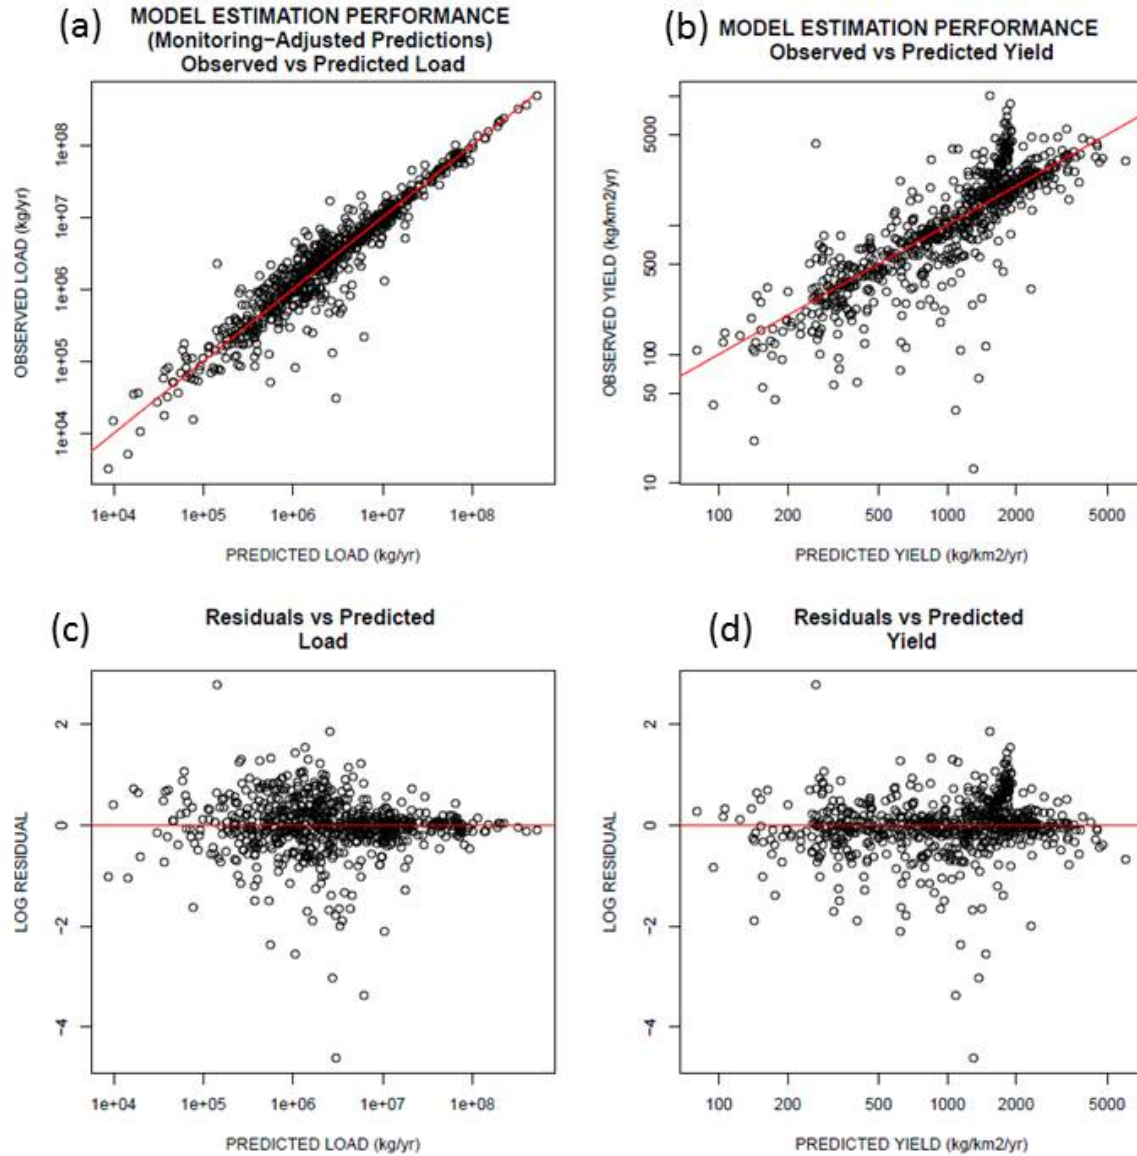 (a) MODEL ESTIMATION PERFORMANCE
(Monitoring−Adjusted Predictions)
Observed vs Predicted Load
OBSERVED LOAD (kg/yr)
1e+08
1e+07
1e+06
1e+05
1e+04
1e+04 1e+05 1e+06 1e+07 1e+08
PREDICTED LOAD (kg/yr)
(b) MODEL ESTIMATION PERFORMANCE
Observed vs Predicted Yield
OBSERVED YIELD (kg/km2/yr)
5000
500
100
50
10
100 200 500 1000 2000 5000
PREDICTED YIELD (kg/km2/yr)
(c) Residuals vs Predicted
Load
LOG RESIDUAL
2
0
−2
−4
1e+04 1e+05 1e+06 1e+07 1e+08
PREDICTED LOAD (kg/yr)
(d) Residuals vs Predicted
Yield
LOG RESIDUAL
2
0
−2
−4
100 200 500 1000 2000 5000
PREDICTED YIELD (kg/km2/yr)